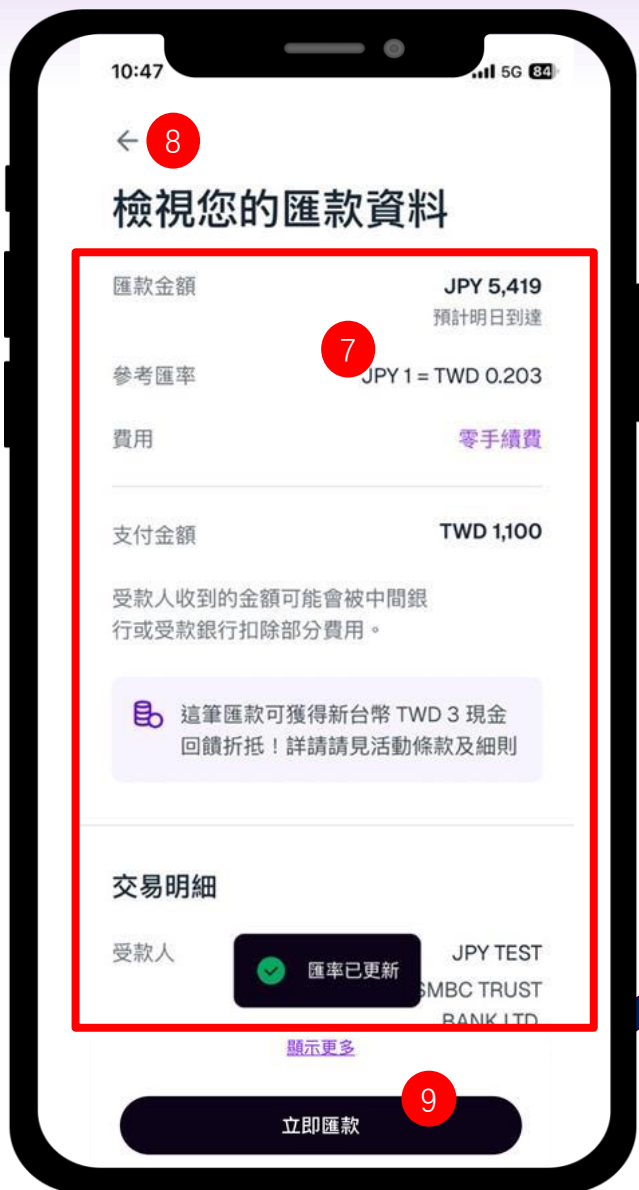 10:47
5G 84
8
檢視您的匯款資料
匯款金額
JPY 5,419
預計明日到達
7
參考匯率
JPY 1 = TWD 0.203
費用
零手續費
支付金額
TWD 1,100
受款人收到的金額可能會被中間銀
行或受款銀行扣除部分費用。
這筆匯款可獲得新台幣 TWD 3 現金
回饋折抵！詳請請見活動條款及細則
交易明細
受款人
JPY TEST
匯率已更新
SMBC TRUST
BANK LTD.
顯示更多
9
立即匯款